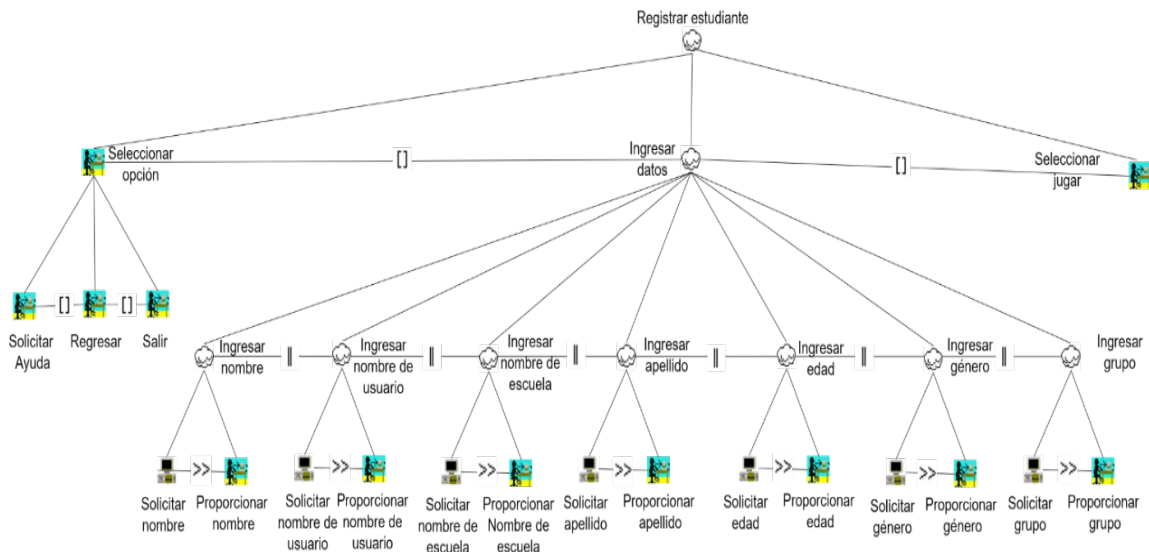 Registrar estudiante
Seleccionar
opción
[]
Ingresar
datos
[]
Seleccionar
jugar
[]
[]
Solicitar
Ayuda
Regresar
Salir
Ingresar
nombre
||
Ingresar
nombre de
usuario
||
Ingresar
nombre de
escuela
||
Ingresar
apellido
||
Ingresar
edad
||
Ingresar
género
||
Ingresar
grupo
>>
>>
>>
>>
>>
>>
>>
Solicitar
nombre
Proporcionar
nombre
Solicitar
nombre de
usuario
Proporcionar
nombre de
usuario
Solicitar
nombre de
escuela
Proporcionar
Nombre de
escuela
Solicitar
apellido
Proporcionar
apellido
Solicitar
edad
Proporcionar
edad
Solicitar
género
Proporcionar
género
Solicitar
grupo
Proporcionar
grupo